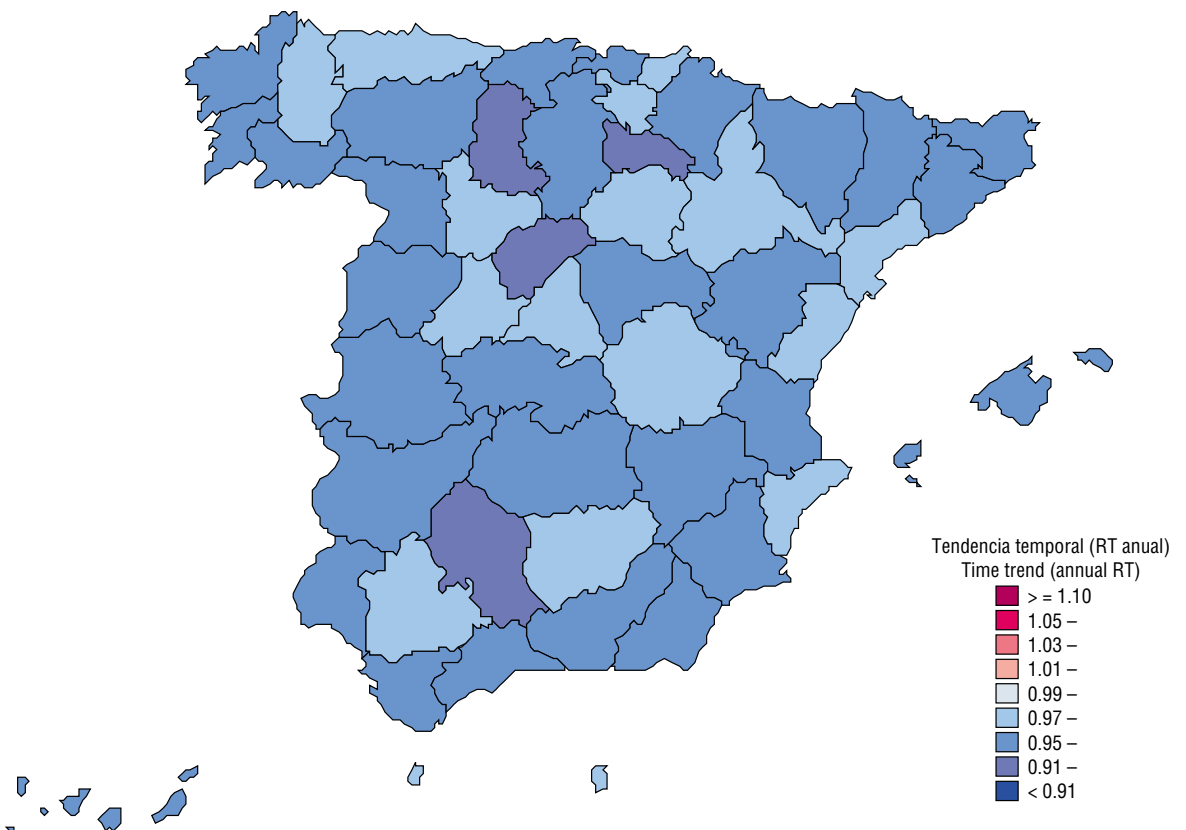 Tendencia temporal (RT anual)
Time trend (annual RT)
> = 1.10
1.05 –
1.03 –
1.01 –
0.99 –
0.97 –
0.95 –
0.91 –
< 0.91